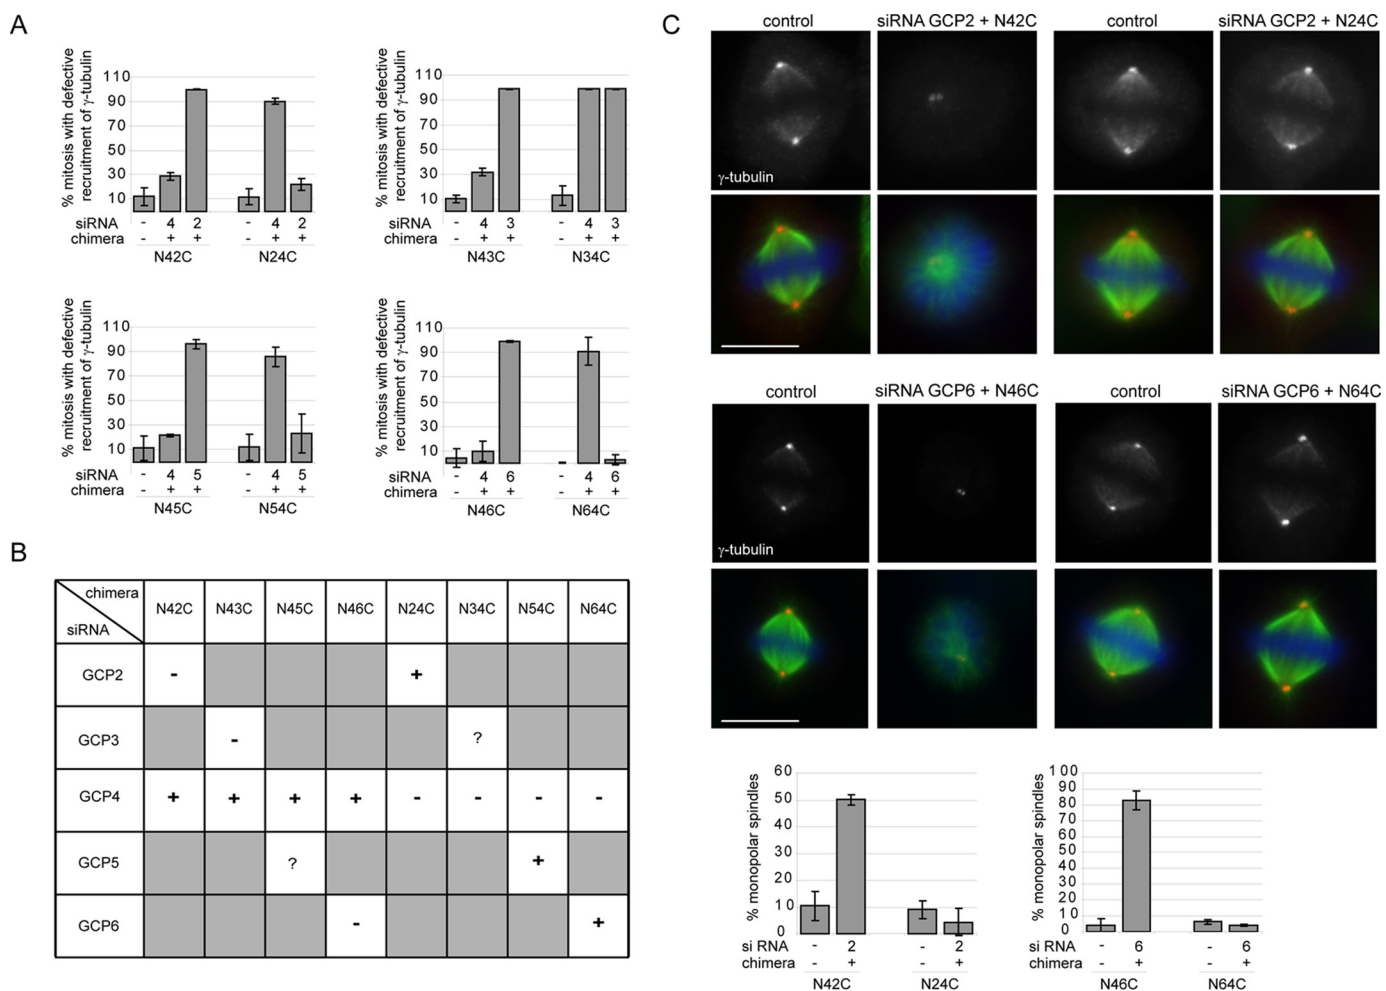 A
% mitosis with defective
recruitment of γ-tubulin
110
90
70
50
30
10
siRNA - 4 2 - 4 2
chimera - + + - + +
N42C N24C
% mitosis with defective
recruitment of γ-tubulin
110
90
70
50
30
10
siRNA - 4 3 - 4 3
chimera - + + - + +
N43C N34C
% mitosis with defective
recruitment of γ-tubulin
110
90
70
50
30
10
siRNA - 4 5 - 4 5
chimera - + + - + +
N45C N54C
% mitosis with defective
recruitment of γ-tubulin
110
90
70
50
30
10
siRNA - 4 6 - 4 6
chimera - + + - + +
N46C N64C
B
chimera
siRNA
N42C N43C N45C N46C N24C N34C N54C N64C
GCP2 - +
GCP3 - ?
GCP4 + + + + - - - -
GCP5 ? +
GCP6 - +
C
control siRNA GCP2 + N42C control siRNA GCP2 + N24C
γ-tubulin
control siRNA GCP6 + N46C control siRNA GCP6 + N64C
γ-tubulin
% monopolar spindles
60
50
40
30
20
10
0
si RNA - 2 - 2
chimera - + - +
N42C N24C
% monopolar spindles
100
90
80
70
60
50
40
30
20
10
0
si RNA - 6 - 6
chimera - + - +
N46C N64C